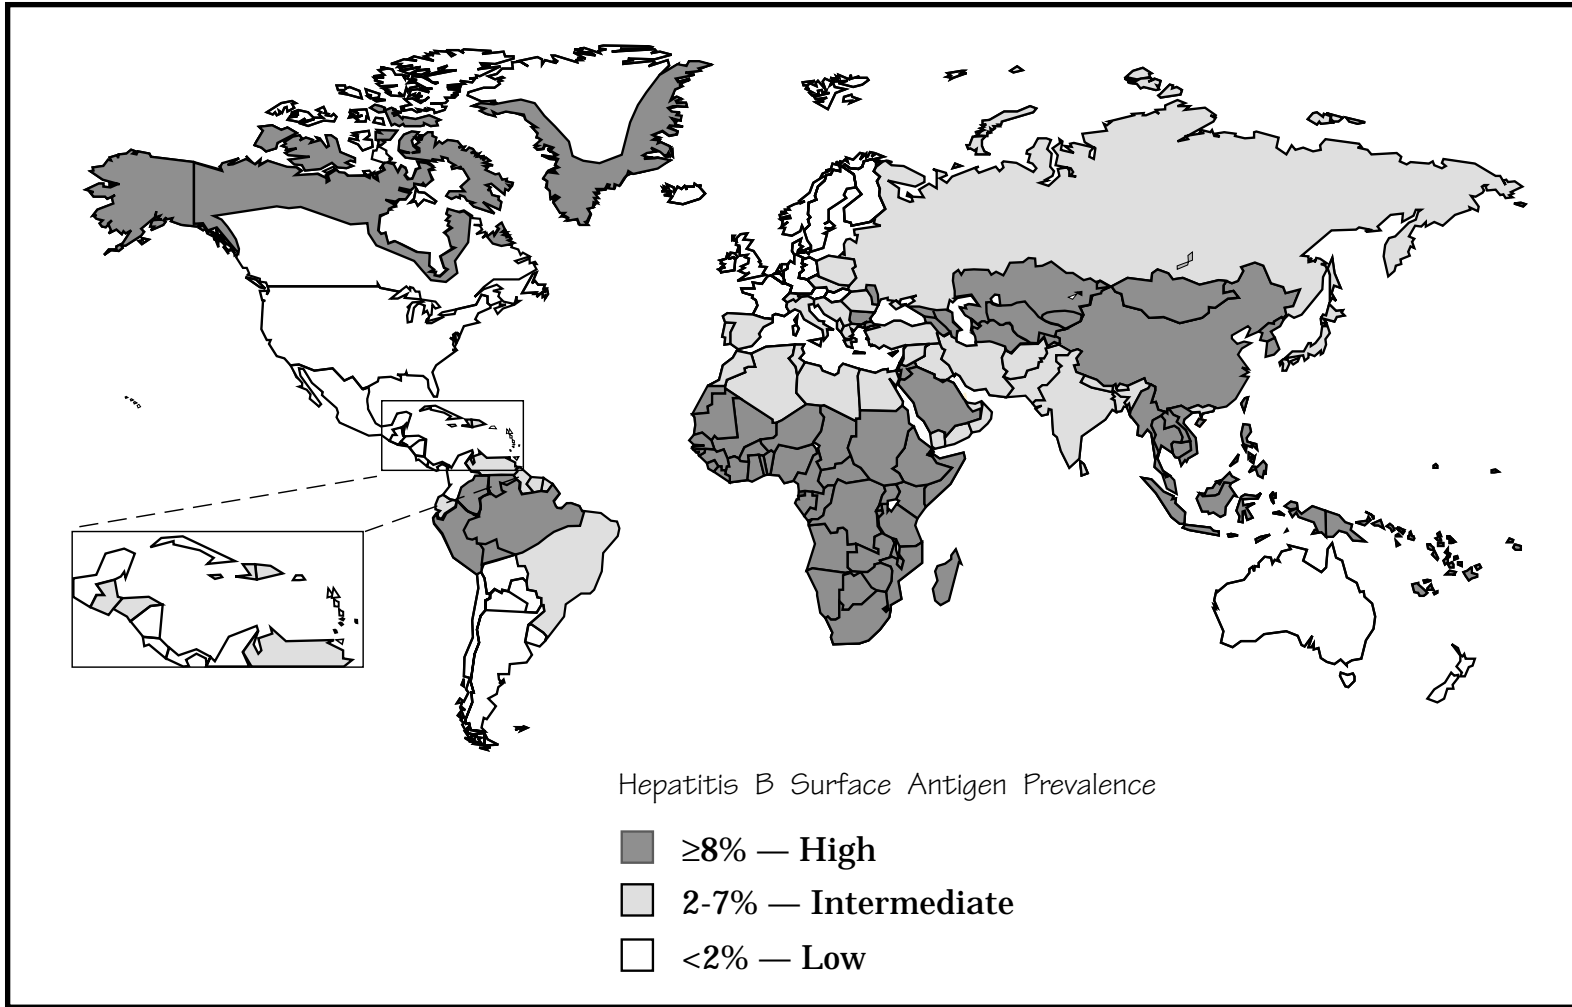 Hepatitis B Surface Antigen Prevalence
≥8% — High
2-7% — Intermediate
<2% — Low